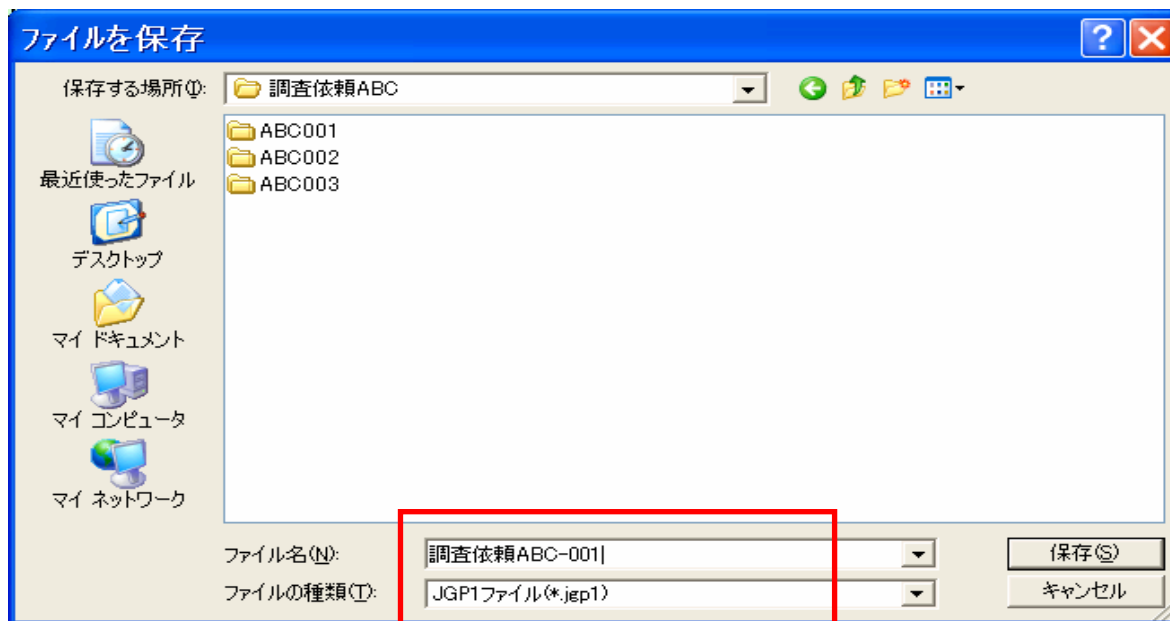 ファイルを保存
保存する場所(I): 調査依頼ABC
ABC001
ABC002
ABC003
最近使ったファイル
デスクトップ
マイ ドキュメント
マイ コンピュータ
マイ ネットワーク
ファイル名(N): 調査依頼ABC-001 保存(S)
ファイルの種類(T): JGP1ファイル(*.jgp1) キャンセル